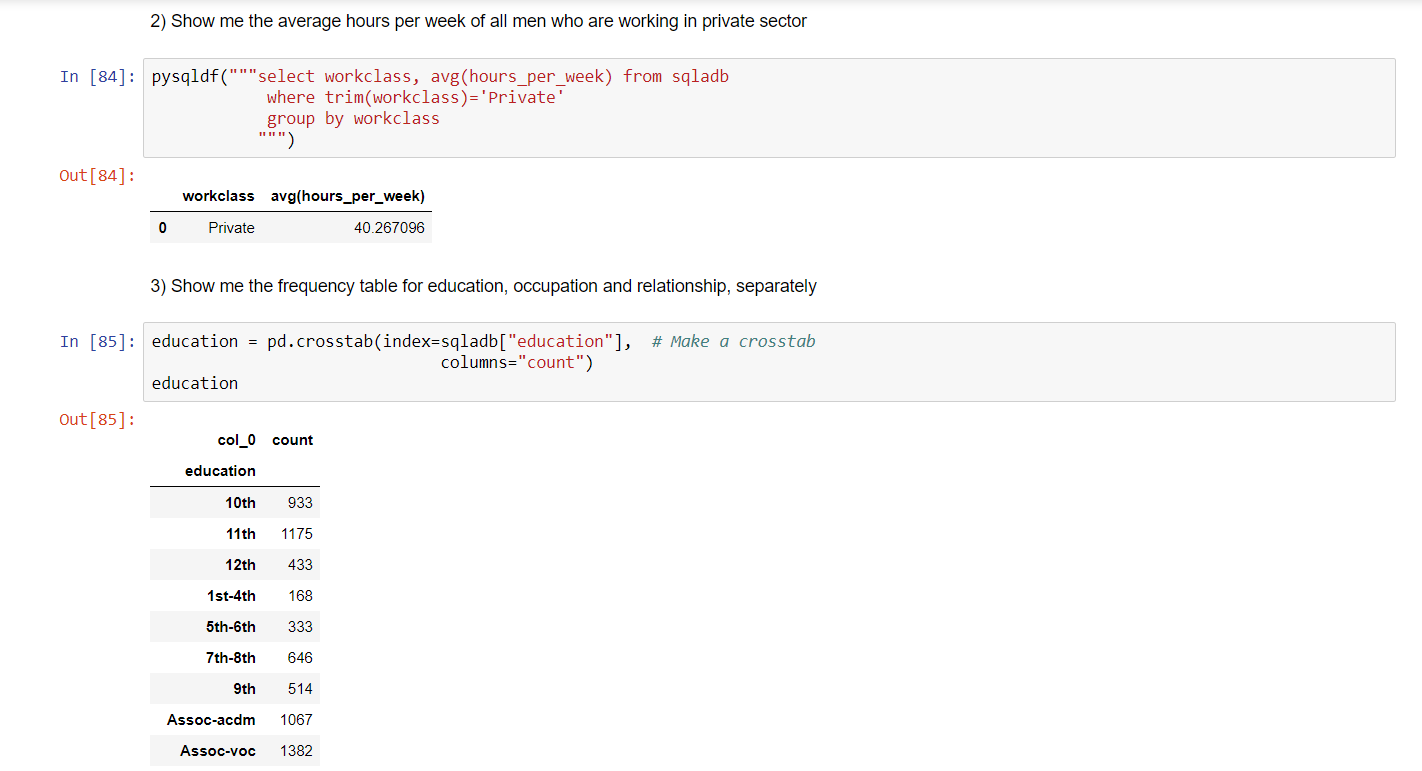 2) Show me the average hours per week of all men who are working in private sector
In [84]: pysqldf("""select workclass, avg(hours_per_week) from sqladb
where trim(workclass)='Private'
group by workclass
""")
Out[84]:
workclass avg(hours_per_week)
0 Private 40.267096
3) Show me the frequency table for education, occupation and relationship, separately
In [85]: education = pd.crosstab(index=sqladb["education"], # Make a crosstab
columns="count")
education
Out[85]:
col_0 count
education
10th 933
11th 1175
12th 433
1st-4th 168
5th-6th 333
7th-8th 646
9th 514
Assoc-acdm 1067
Assoc-voc 1382